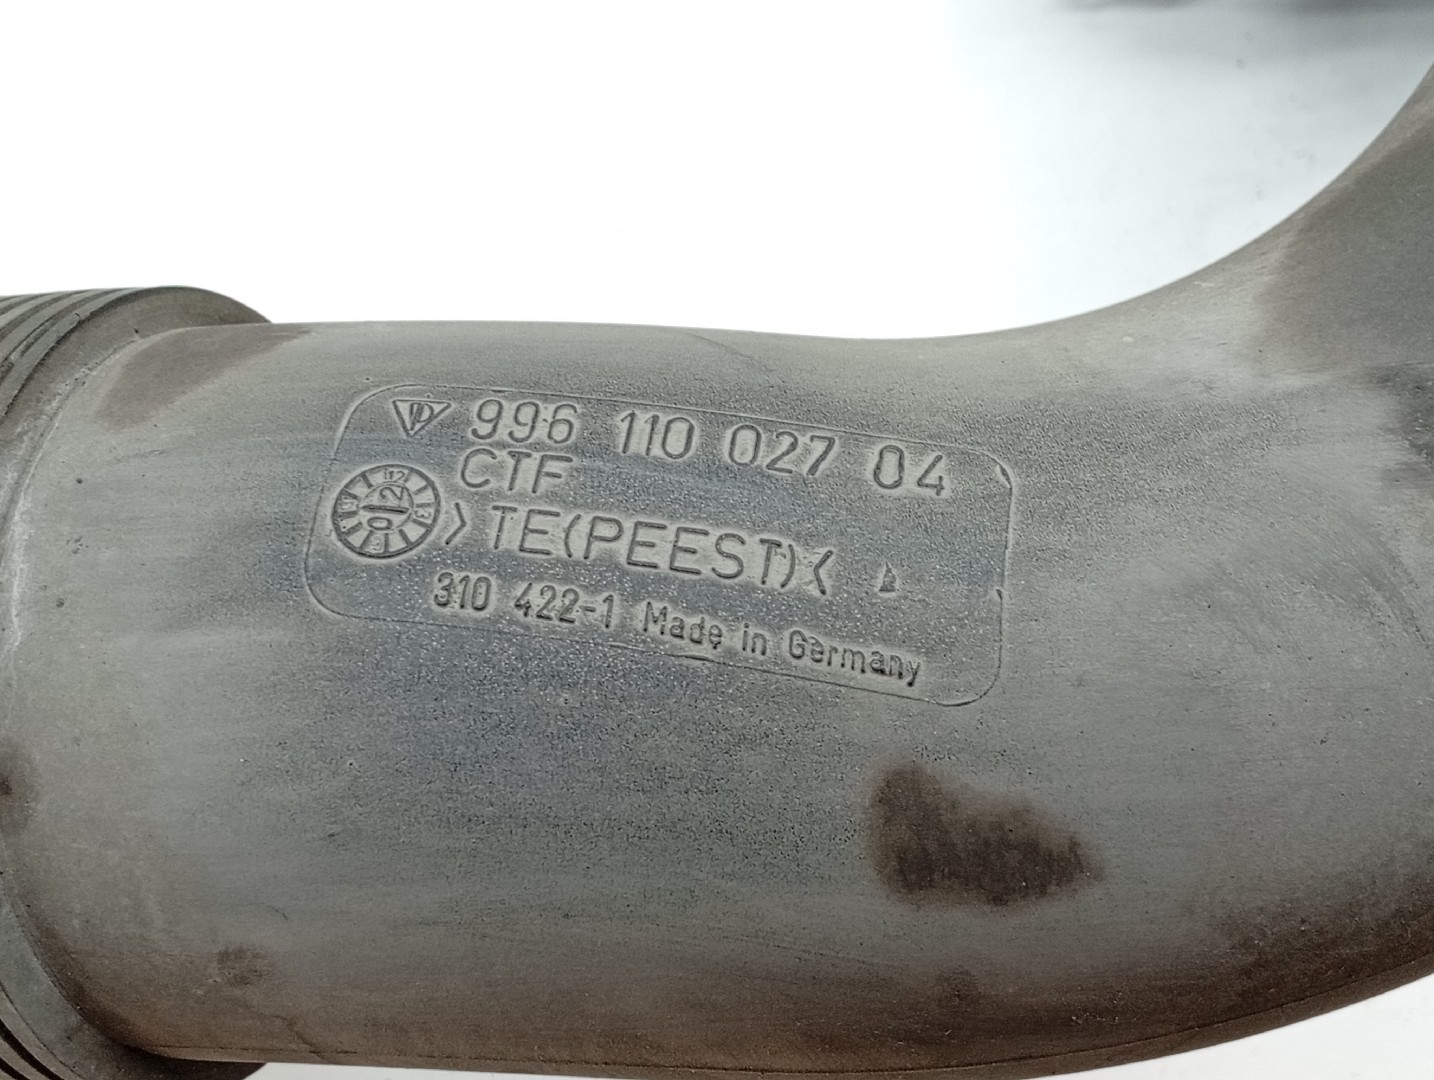 996 110 027 04
CTF
>TE(PEEST)<
310 422-1 Made in Germany